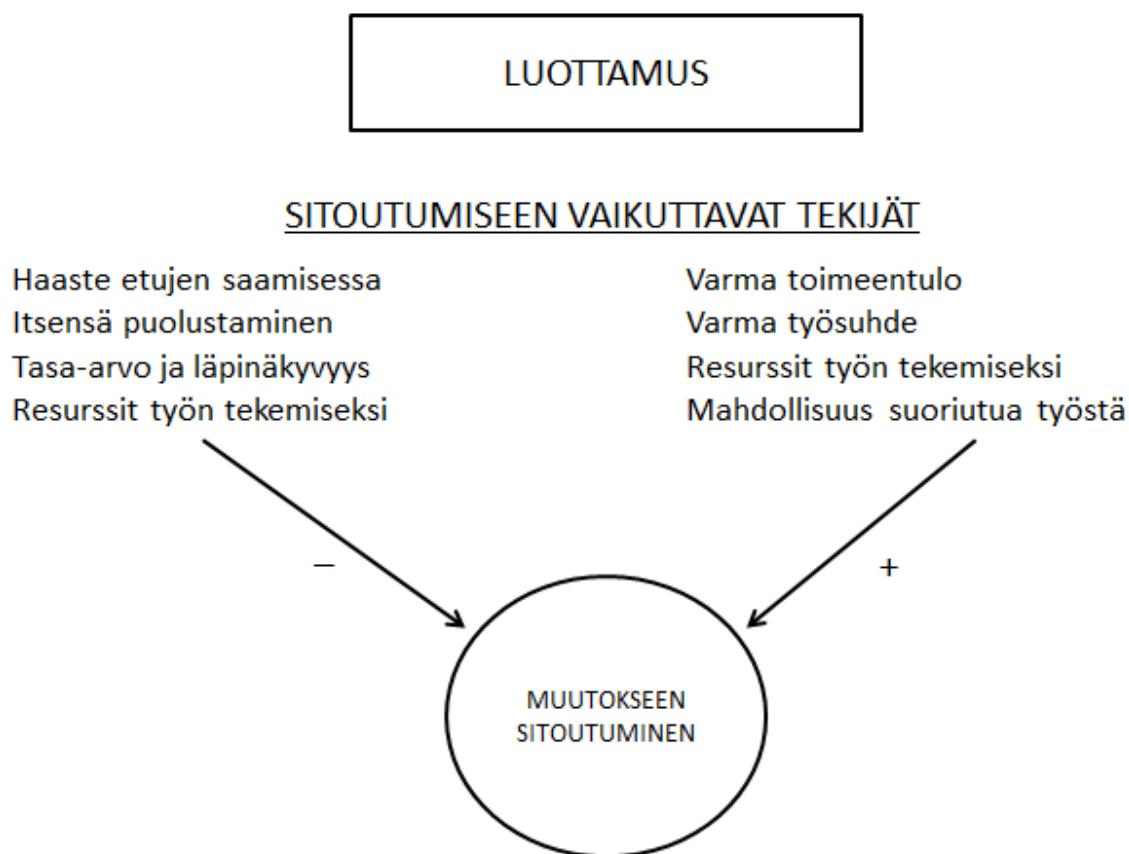 LUOTTAMUS
SITOUTUMISEEN VAIKUTTAVAT TEKIJÄT
Haaste etujen saamisessa
Itsensä puolustaminen
Tasa-arvo ja läpinäkyvyys
Resurssit työn tekemiseksi
Varma toimeentulo
Varma työsuhde
Resurssit työn tekemiseksi
Mahdollisuus suoriutua työstä
–
+
MUUTOKSEEN
SITOUTUMINEN